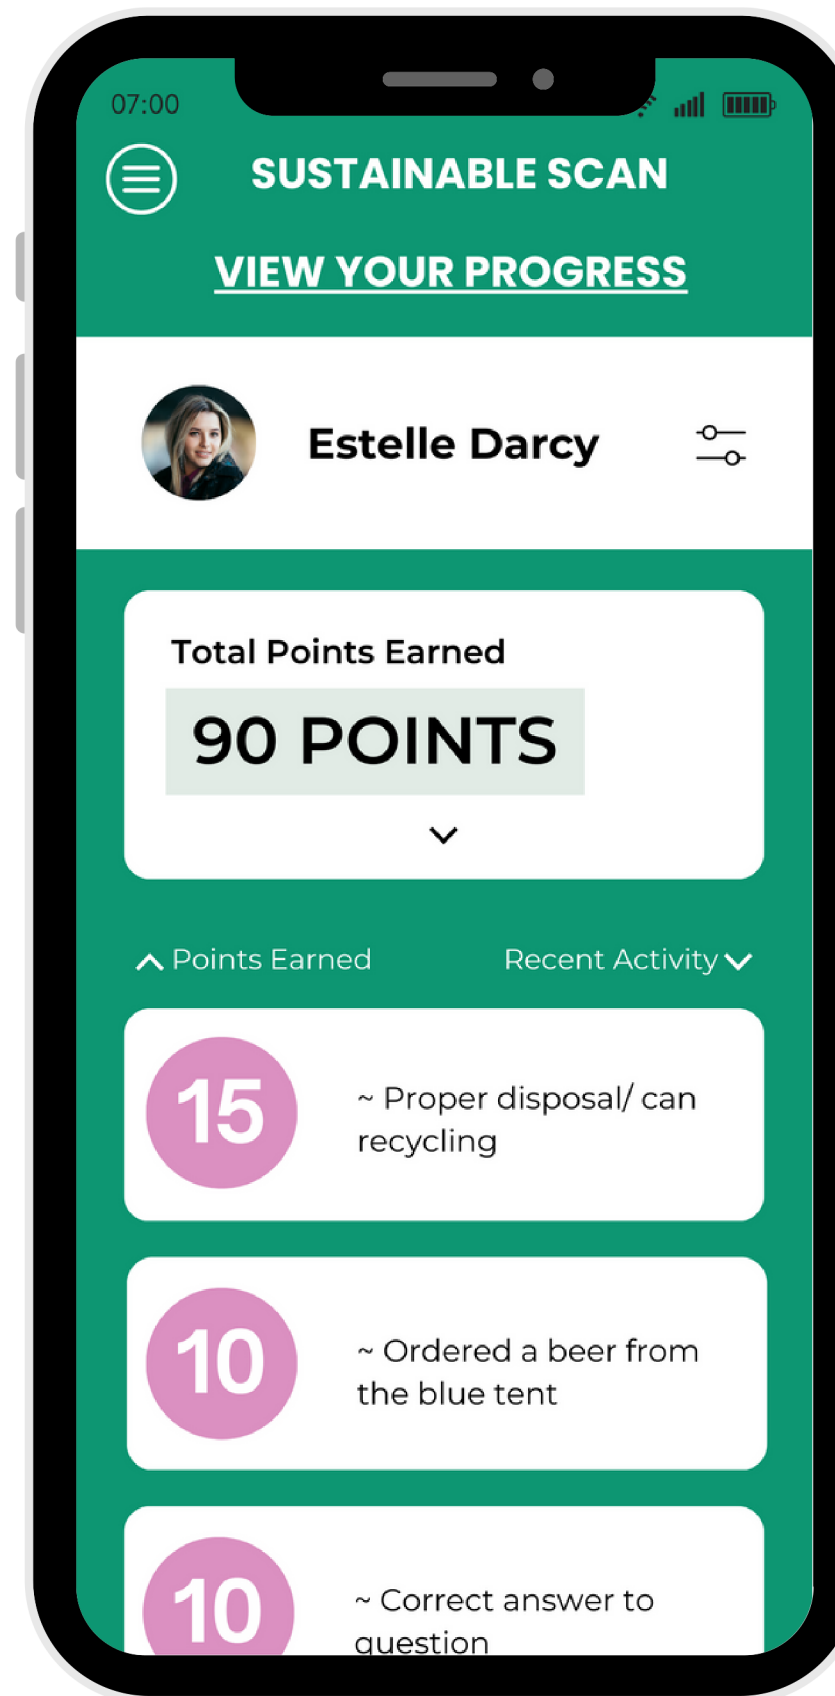 07:00
SUSTAINABLE SCAN
VIEW YOUR PROGRESS
Estelle Darcy
Total Points Earned
90 POINTS
Points Earned
Recent Activity
15
~ Proper disposal/ can
recycling
10
~ Ordered a beer from
the blue tent
10
~ Correct answer to
question